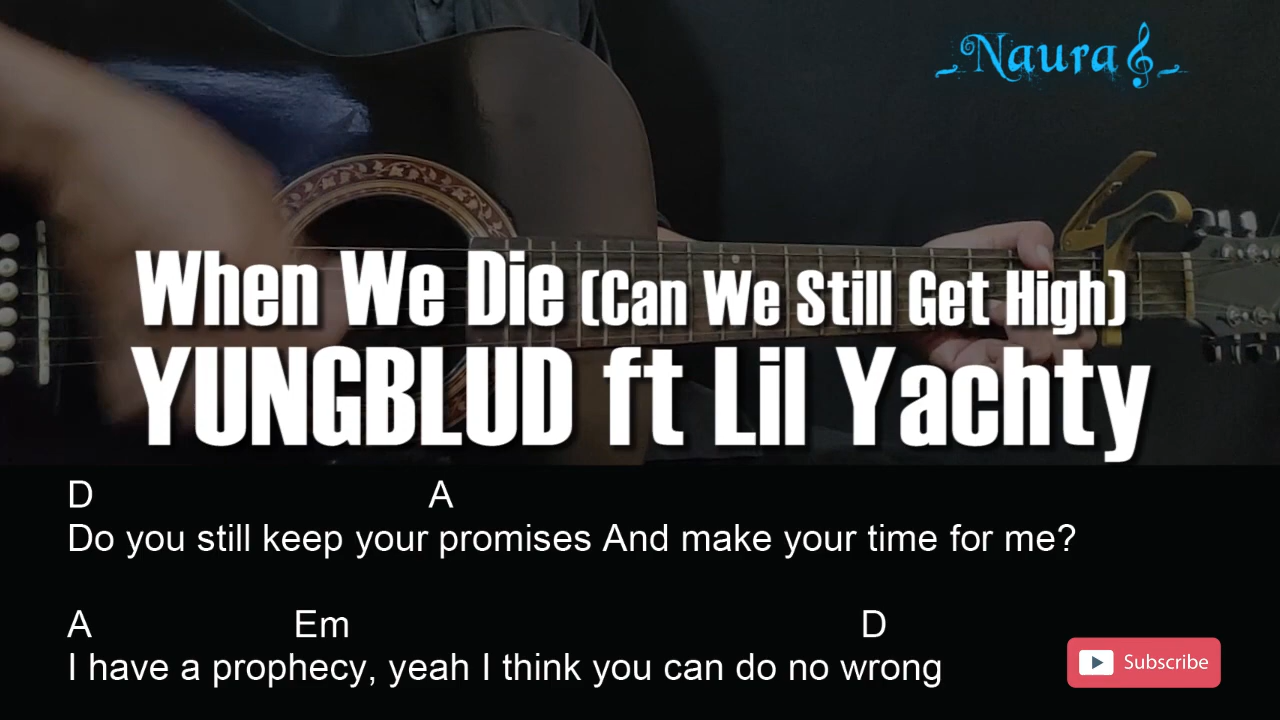 Naura
When We Die (Can We Still Get High)
YUNGBLUD ft Lil Yachty
D A
Do you still keep your promises And make your time for me?
A Em D
I have a prophecy, yeah I think you can do no wrong
Subscribe